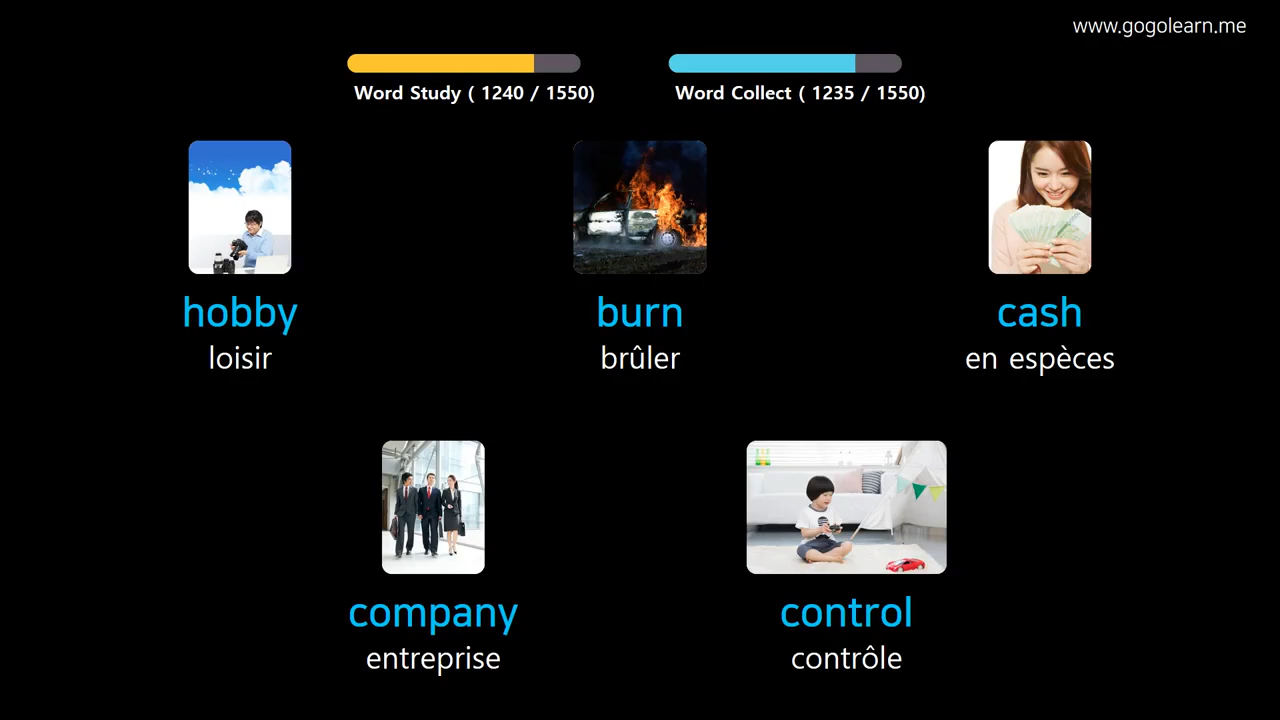 www.gogolearn.me
Word Study ( 1240 / 1550)
Word Collect ( 1235 / 1550)
hobby
loisir
burn
brûler
cash
en espèces
company
entreprise
control
contrôle